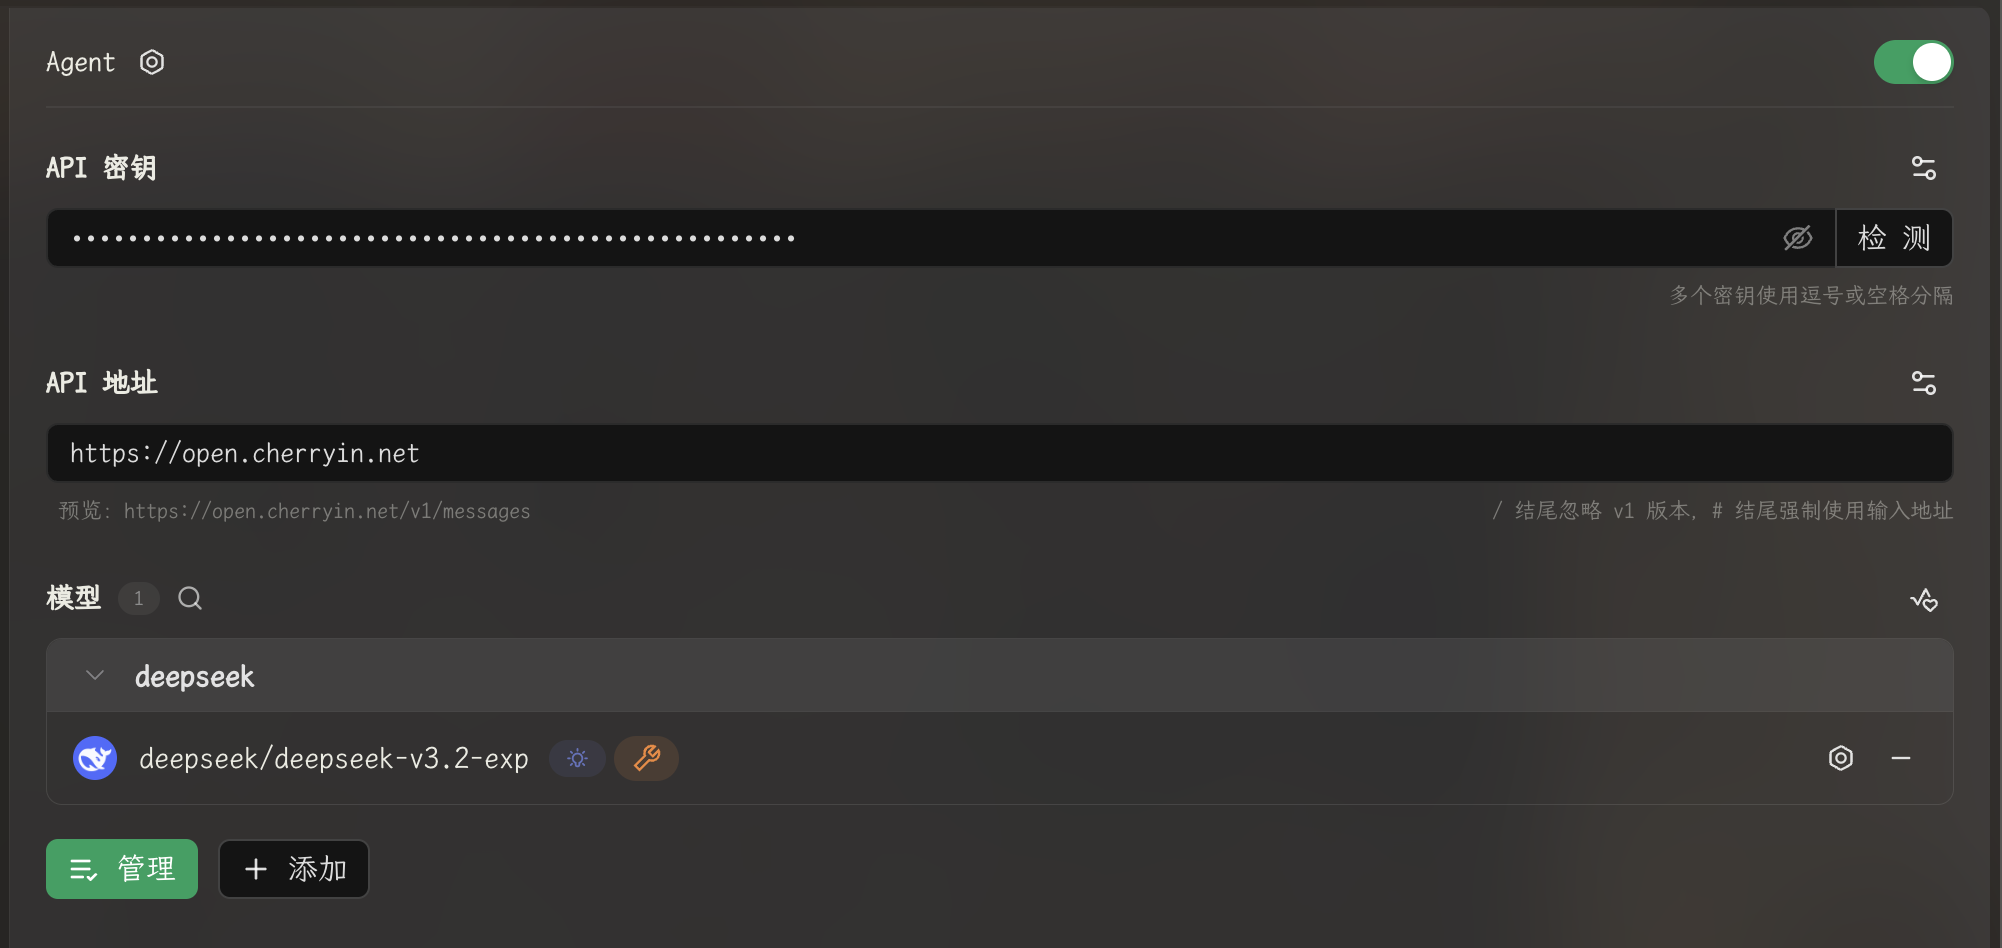 Agent
API 密钥
••••••••••••••••••••••••••••••••••••••••••••••••••••
检 测
多个密钥使用逗号或空格分隔
API 地址
https://open.cherryin.net
预览: https://open.cherryin.net/v1/messages
/ 结尾忽略 v1 版本, # 结尾强制使用输入地址
模型 1
deepseek
deepseek/deepseek-v3.2-exp
管理
添加